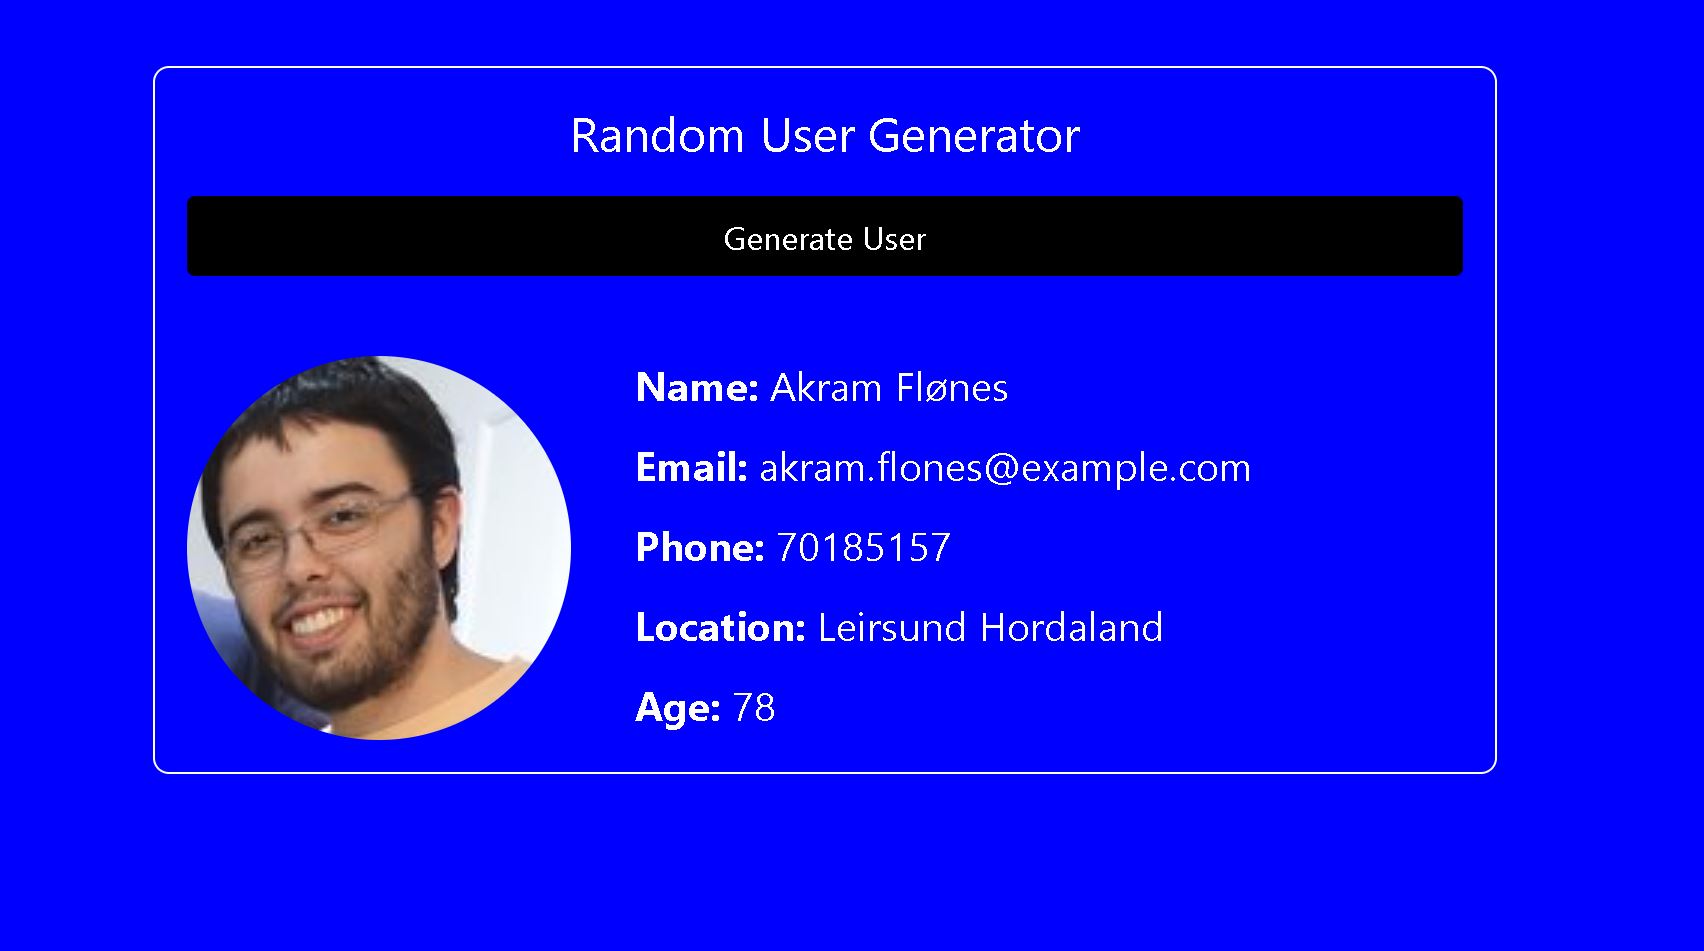 Random User Generator
Generate User
Name: Akram Flønes
Email: akram.flones@example.com
Phone: 70185157
Location: Leirsund Hordaland
Age: 78